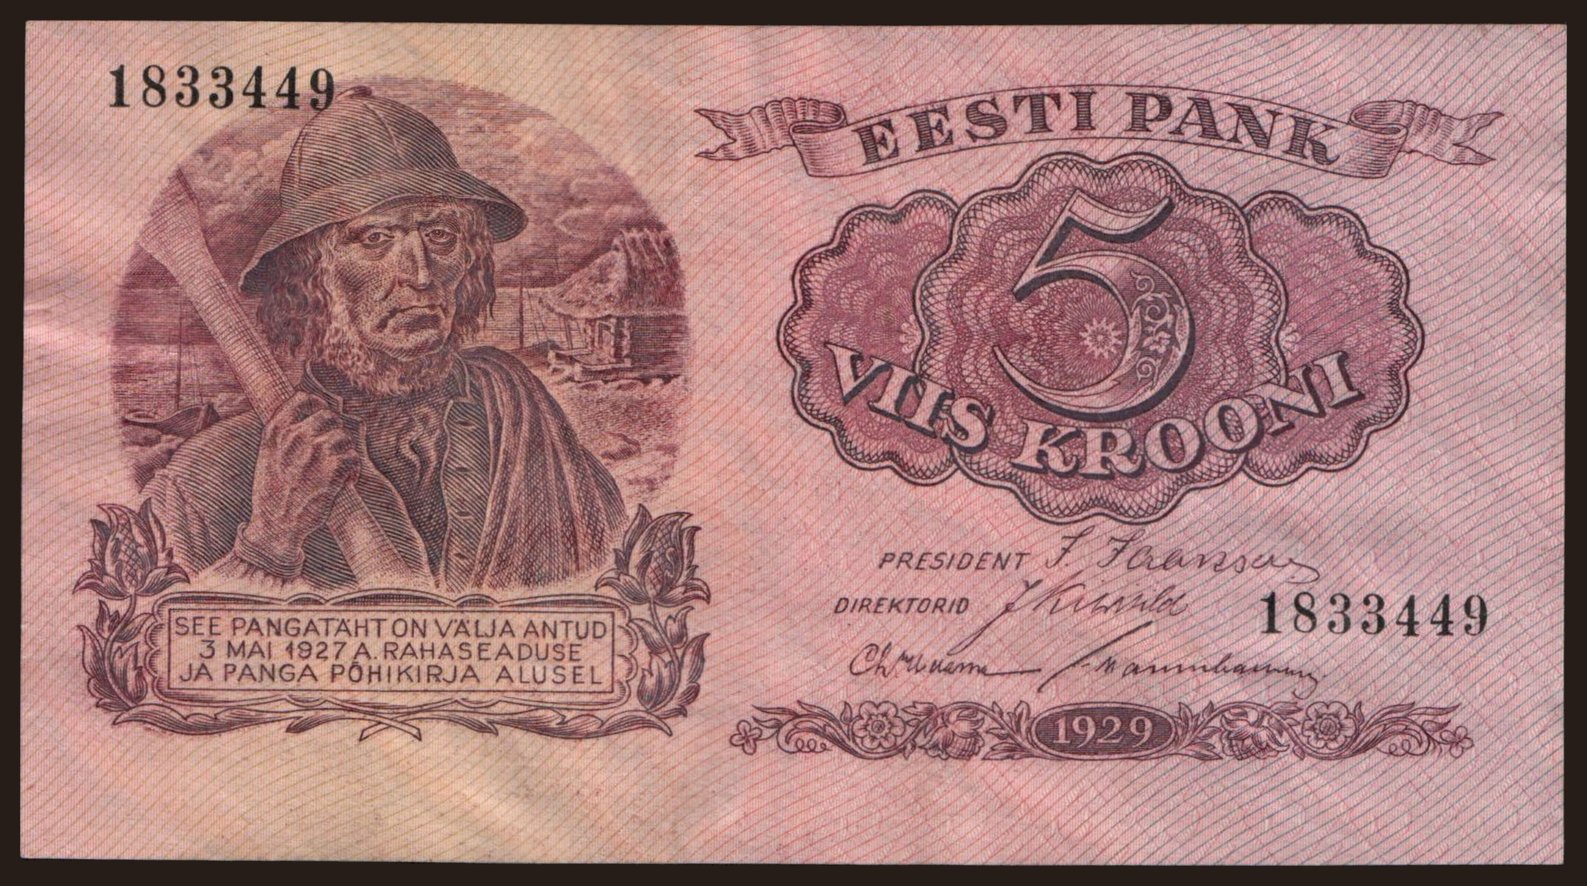 1833449
EESTI PANK
5
VIIS KROONI
PRESIDENT
DIREKTORID
1833449
SEE PANGATÄHT ON VÄLJA ANTUD
3 MAI 1927 A. RAHASEADUSE
JA PANGA PÕHIKIRJA ALUSEL
1929